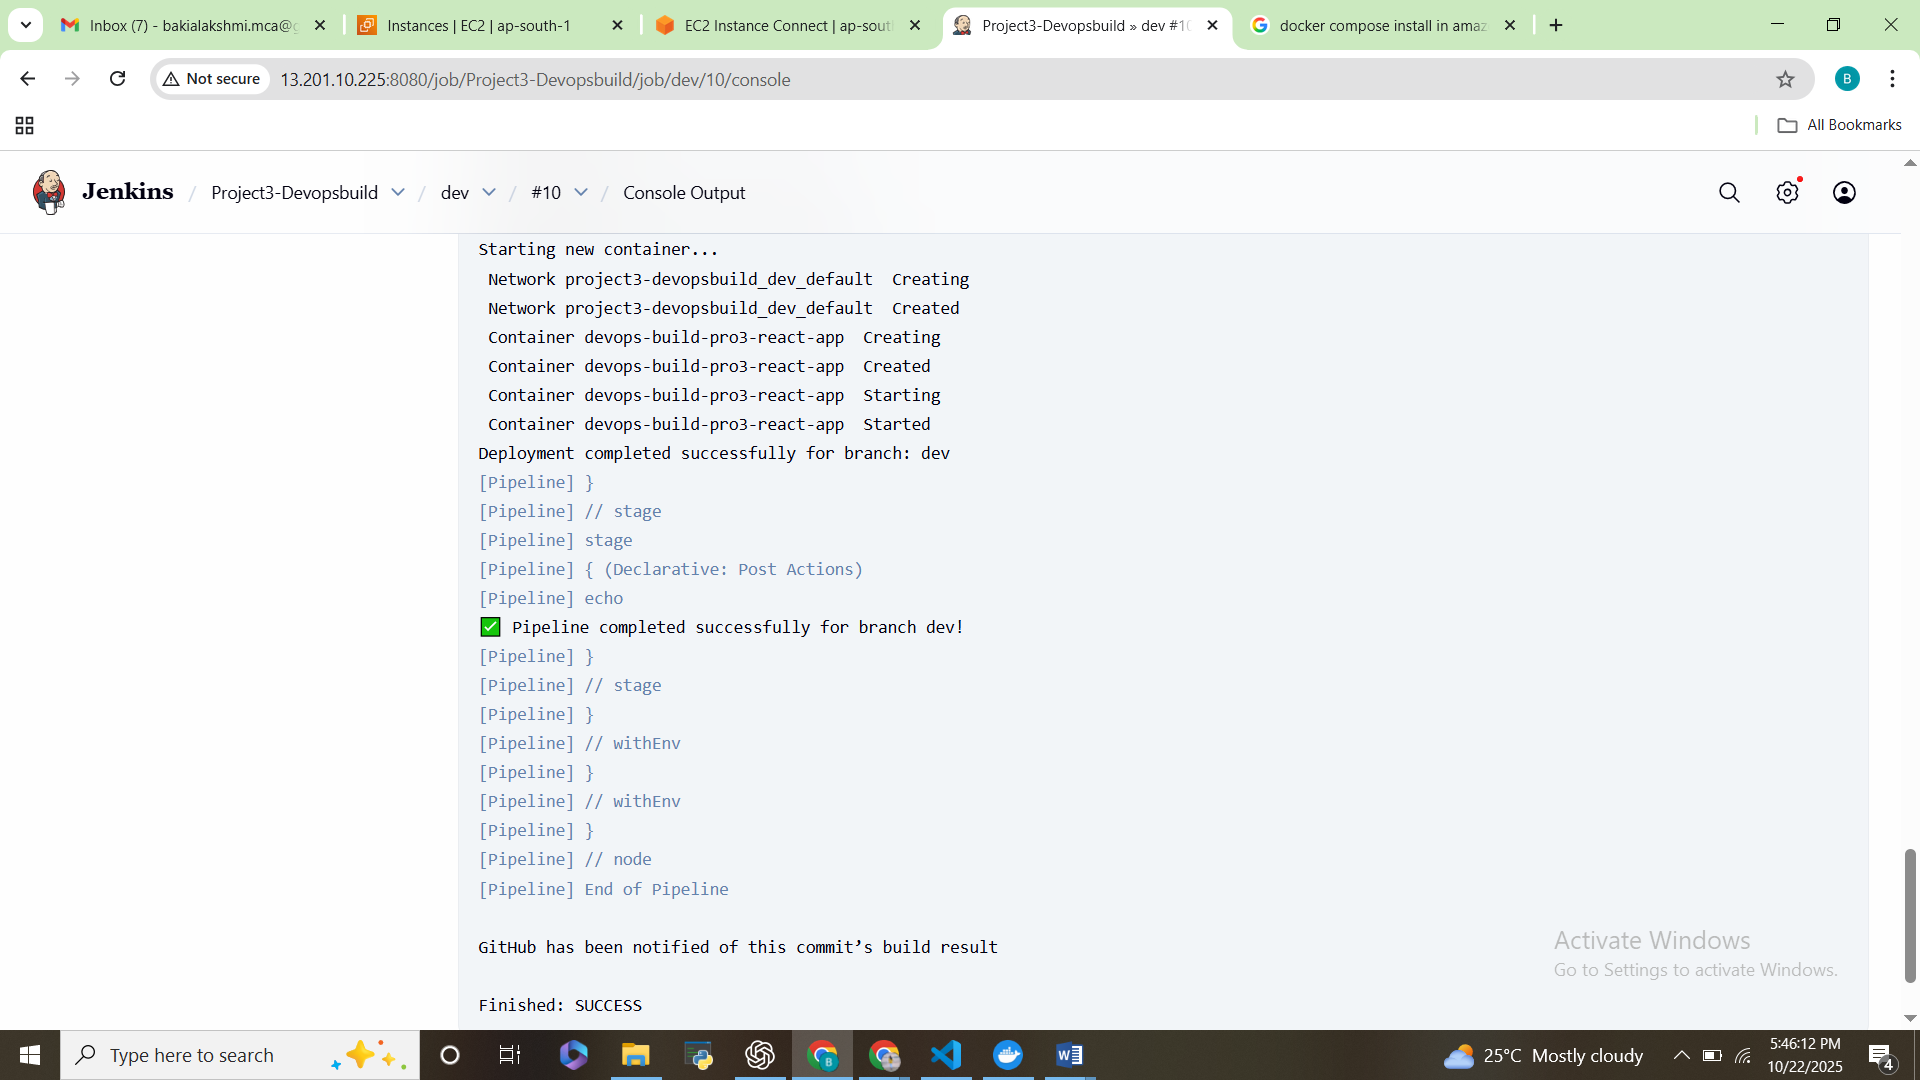 Inbox (7) - bakialakshmi.mca@g
Instances | EC2 | ap-south-1
EC2 Instance Connect | ap-sout
Project3-Devopsbuild » dev #10
docker compose install in amaz
Not secure
13.201.10.225:8080/job/Project3-Devopsbuild/job/dev/10/console
B
All Bookmarks
Jenkins / Project3-Devopsbuild / dev / #10 / Console Output
Starting new container...
Network project3-devopsbuild_dev_default  Creating
Network project3-devopsbuild_dev_default  Created
Container devops-build-pro3-react-app  Creating
Container devops-build-pro3-react-app  Created
Container devops-build-pro3-react-app  Starting
Container devops-build-pro3-react-app  Started
Deployment completed successfully for branch: dev
[Pipeline] }
[Pipeline] // stage
[Pipeline] stage
[Pipeline] { (Declarative: Post Actions)
[Pipeline] echo
✅ Pipeline completed successfully for branch dev!
[Pipeline] }
[Pipeline] // stage
[Pipeline] }
[Pipeline] // withEnv
[Pipeline] }
[Pipeline] // withEnv
[Pipeline] }
[Pipeline] // node
[Pipeline] End of Pipeline
GitHub has been notified of this commit’s build result
Finished: SUCCESS
Activate Windows
Go to Settings to activate Windows.
Type here to search
B
25°C Mostly cloudy
5:46:12 PM
10/22/2025
4